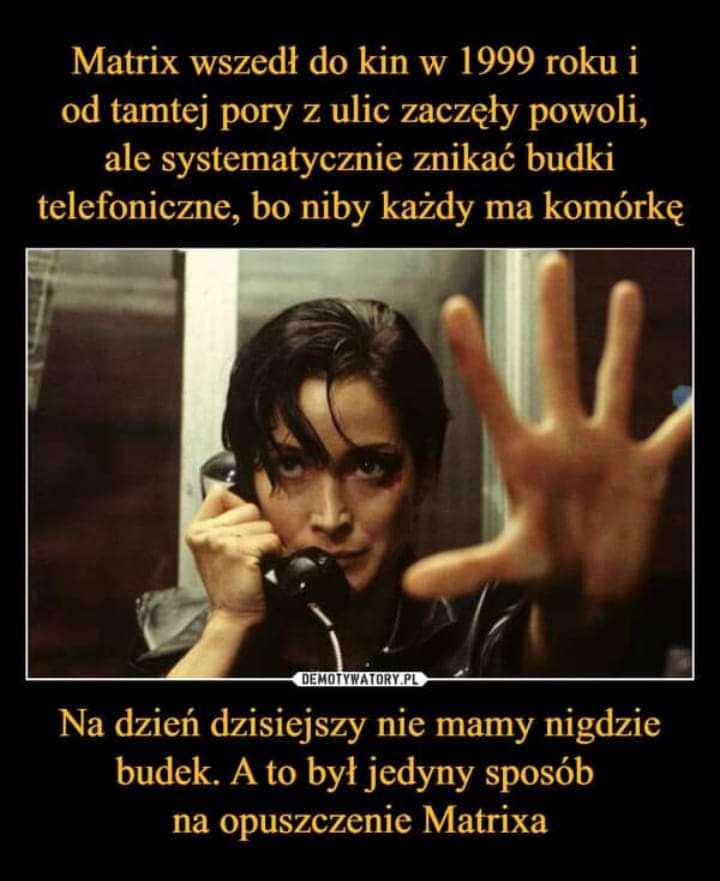 Matrix wszedł do kin w 1999 roku i
od tamtej pory z ulic zaczęły powoli,
ale systematycznie znikać budki
telefoniczne, bo niby każdy ma komórkę
DEMOTYWATORY.PL
Na dzień dzisiejszy nie mamy nigdzie
budek. A to był jedyny sposób
na opuszczenie Matrixa